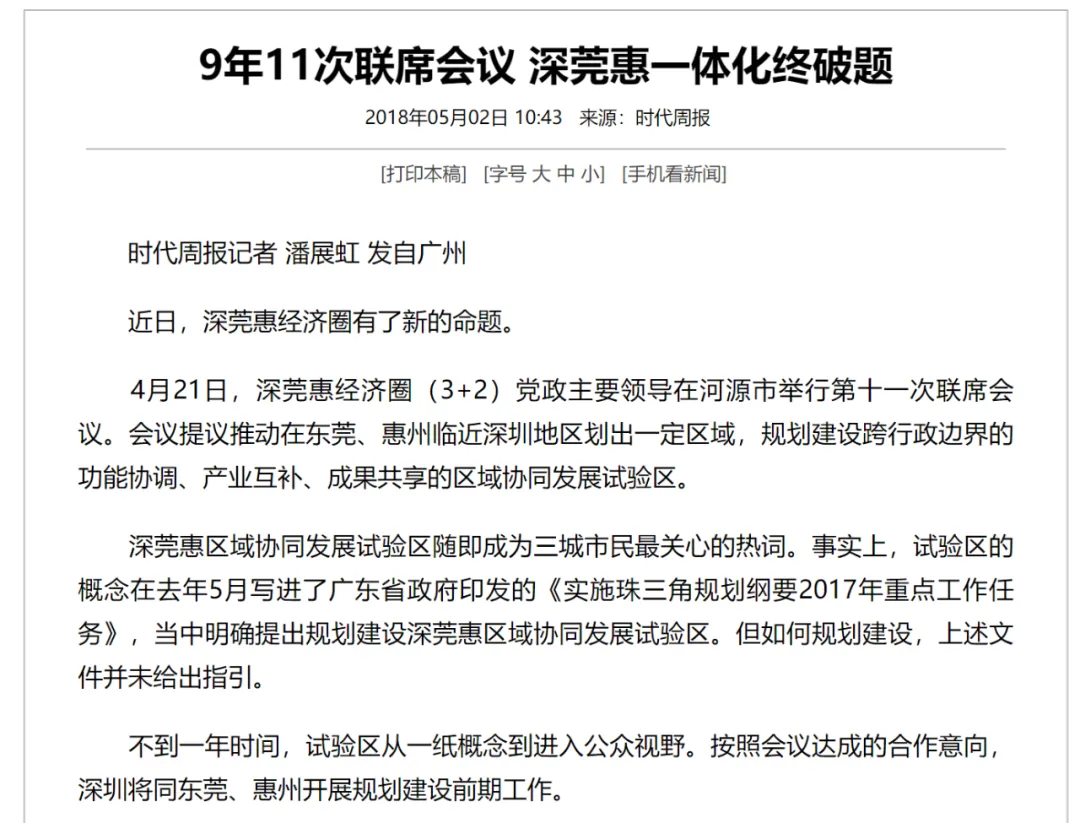 9年11次联席会议 深莞惠一体化终破题
2018年05月02日 10:43 来源：时代周报
[打印本稿] [字号 大 中 小] [手机看新闻]
时代周报记者 潘展虹 发自广州
近日，深莞惠经济圈有了新的命题。
4月21日，深莞惠经济圈（3+2）党政主要领导在河源市举行第十一次联席会
议。会议提议推动在东莞、惠州临近深圳地区划出一定区域，规划建设跨行政边界的
功能协调、产业互补、成果共享的区域协同发展试验区。
深莞惠区域协同发展试验区随即成为三城市民最关心的热词。事实上，试验区的
概念在去年5月写进了广东省政府印发的《实施珠三角规划纲要2017年重点工作任
务》，当中明确提出规划建设深莞惠区域协同发展试验区。但如何规划建设，上述文
件并未给出指引。
不到一年时间，试验区从一纸概念到进入公众视野。按照会议达成的合作意向，
深圳将同东莞、惠州开展规划建设前期工作。